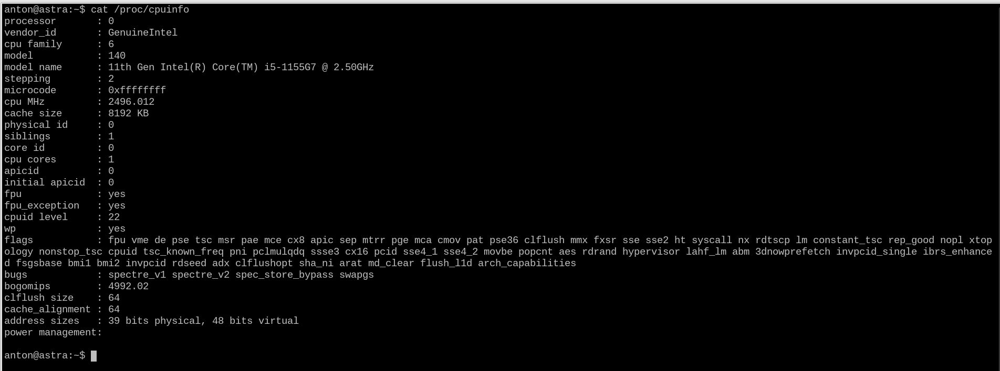 anton@astra:~$ cat /proc/cpuinfo
processor       : 0
vendor_id       : GenuineIntel
cpu family      : 6
model           : 140
model name      : 11th Gen Intel(R) Core(TM) i5-1155G7 @ 2.50GHz
stepping        : 2
microcode       : 0xffffffff
cpu MHz         : 2496.012
cache size      : 8192 KB
physical id     : 0
siblings        : 1
core id         : 0
cpu cores       : 1
apicid          : 0
initial apicid  : 0
fpu             : yes
fpu_exception   : yes
cpuid level     : 22
wp              : yes
flags           : fpu vme de pse tsc msr pae mce cx8 apic sep mtrr pge mca cmov pat pse36 clflush mmx fxsr sse sse2 ht syscall nx rdtscp lm constant_tsc rep_good nopl xtop
ology nonstop_tsc cpuid tsc_known_freq pni pclmulqdq ssse3 cx16 pcid sse4_1 sse4_2 movbe popcnt aes rdrand hypervisor lahf_lm abm 3dnowprefetch invpcid_single ibrs_enhance
d fsgsbase bmi1 bmi2 invpcid rdseed adx clflushopt sha_ni arat md_clear flush_l1d arch_capabilities
bugs            : spectre_v1 spectre_v2 spec_store_bypass swapgs
bogomips        : 4992.02
clflush size    : 64
cache_alignment : 64
address sizes   : 39 bits physical, 48 bits virtual
power management:
anton@astra:~$